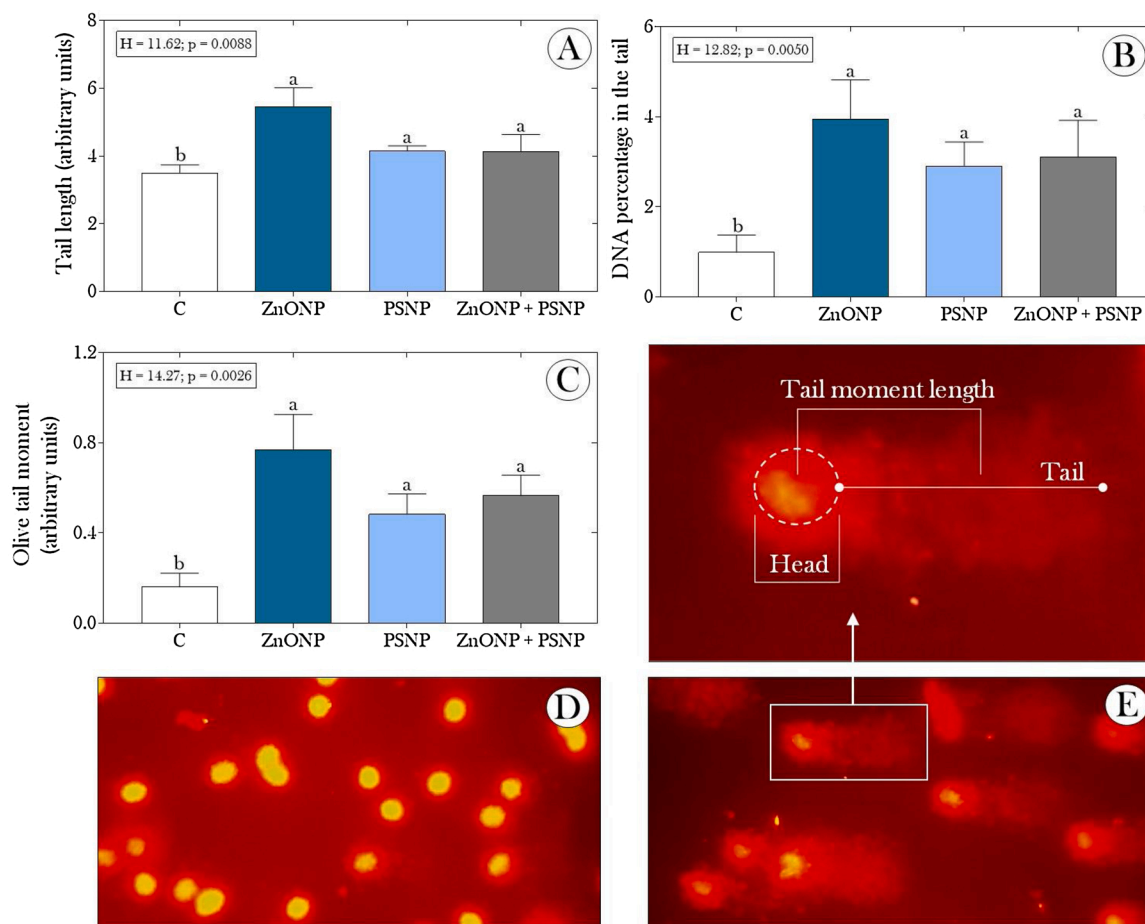 H = 11.62; p = 0.0088
A
Tail length (arbitrary units)
8
6
4
2
0
b
a
a
a
C
ZnONP
PSNP
ZnONP + PSNP
H = 12.82; p = 0.0050
B
DNA percentage in the tail
6
4
2
0
b
a
a
a
C
ZnONP
PSNP
ZnONP + PSNP
H = 14.27; p = 0.0026
C
Olive tail moment
(arbitrary units)
1.2
0.8
0.4
0.0
b
a
a
a
C
ZnONP
PSNP
ZnONP + PSNP
Tail moment length
Tail
Head
D
E